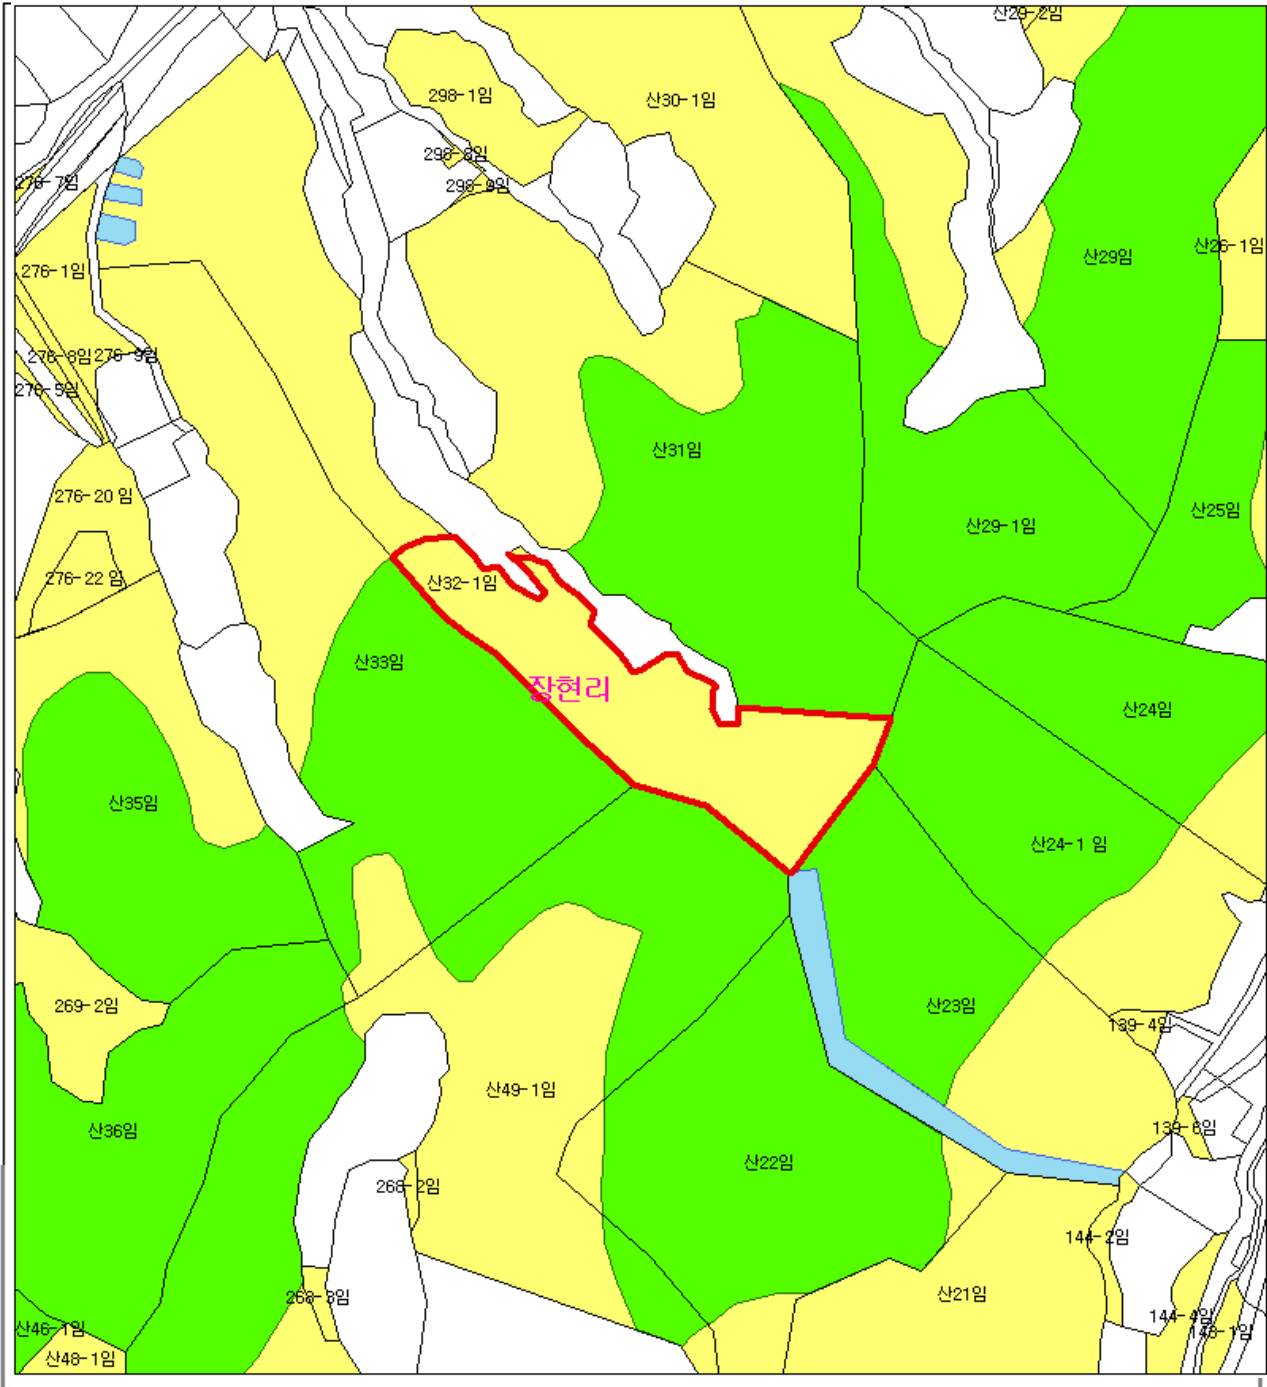 산29-2임
298-1임
산30-1임
298-8임
276-7임
298-9임
산26-1임
산29임
276-1임
276-8임
276-9임
276-5임
산31임
276-20 임
산25임
산29-1임
276-22 임
산32-1임
산33임
장현리
산24임
산35임
산24-1 임
269-2임
산23임
139-4임
산49-1임
139-6임
산36임
산22임
268-2임
144-2임
산21임
268-3임
144-4임
산46-1임
148-1임
산48-1임